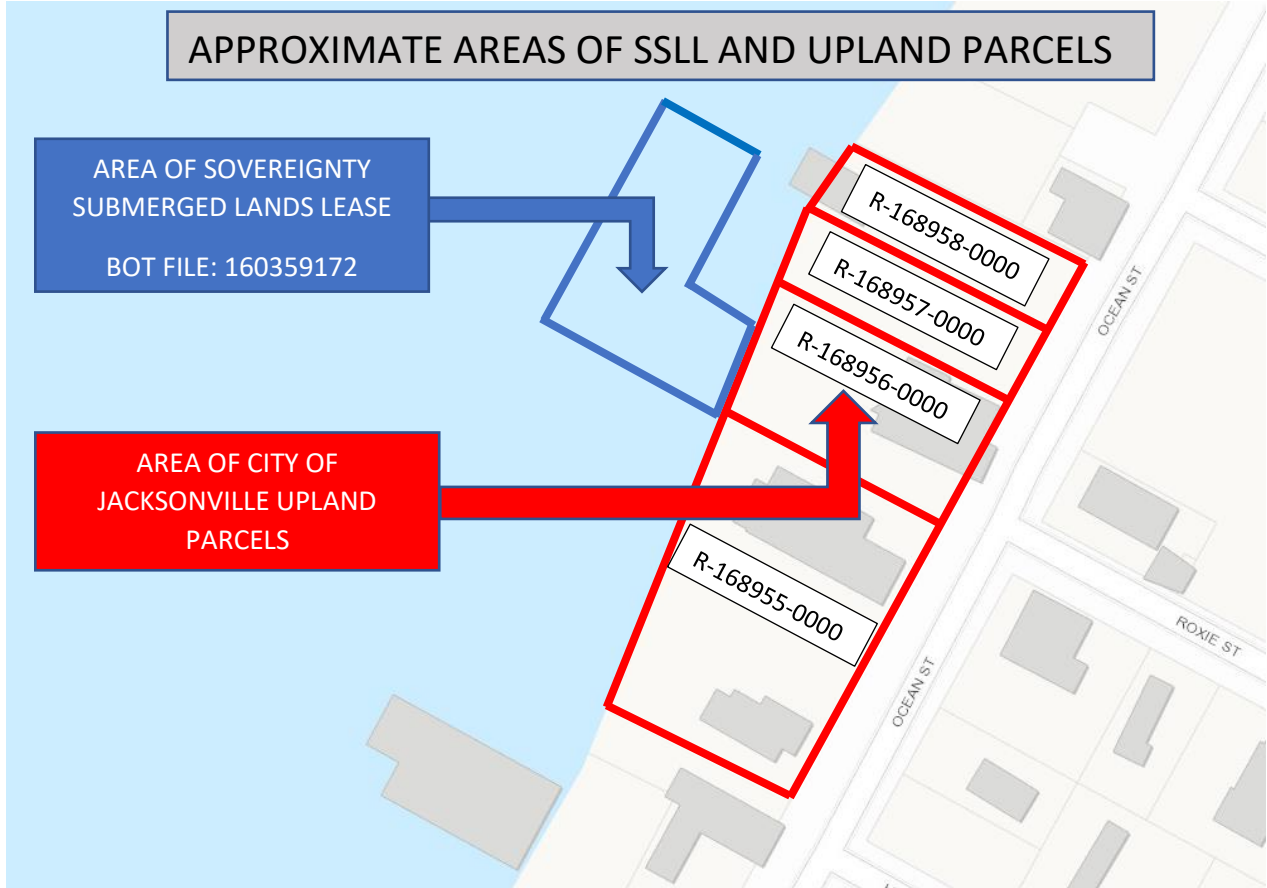 APPROXIMATE AREAS OF SSLL AND UPLAND PARCELS
AREA OF SOVEREIGNTY
SUBMERGED LANDS LEASE
BOT FILE: 160359172
R-168958-0000
R-168957-0000
R-168956-0000
OCEAN ST
AREA OF CITY OF
JACKSONVILLE UPLAND
PARCELS
R-168955-0000
ROXIE ST
OCEAN ST